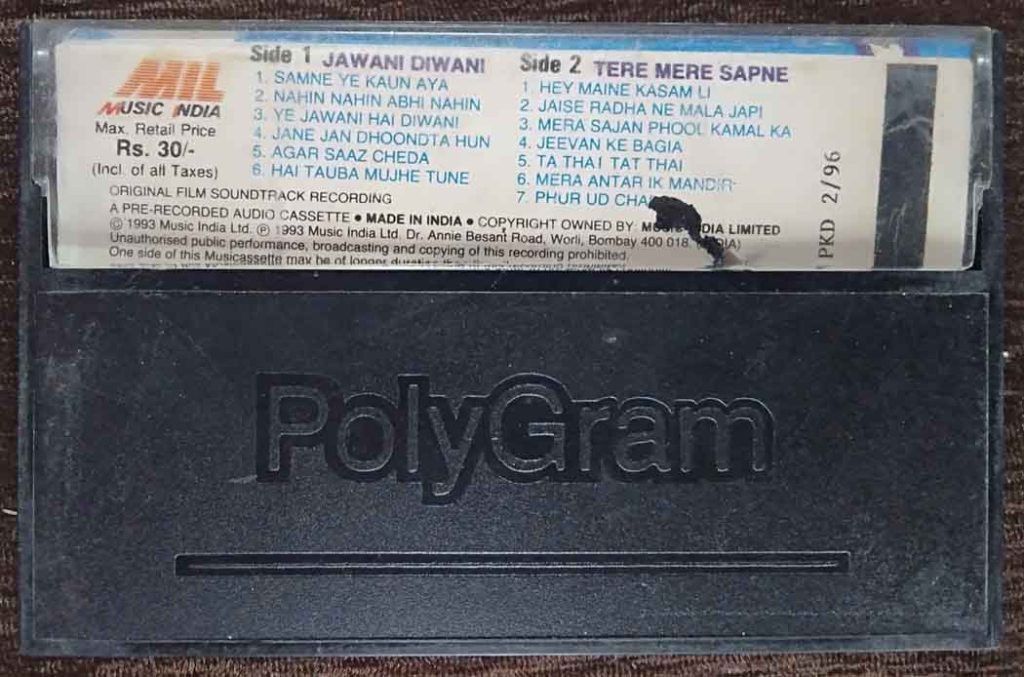 MIL
MUSIC INDIA
Max. Retail Price
Rs. 30/-
(Incl. of all Taxes)
Side 1 JAWANI DIWANI
1. SAMNE YE KAUN AYA
2. NAHIN NAHIN ABHI NAHIN
3. YE JAWANI HAI DIWANI
4. JANE JAN DHOONDTA HUN
5. AGAR SAAZ CHEDA
6. HAI TAUBA MUJHE TUNE
Side 2 TERE MERE SAPNE
1 HEY MAINE KASAM LI
2. JAISE RADHA NE MALA JAPI
3. MERA SAJAN PHOOL KAMAL KA
4. JEEVAN KE BAGIA
5. TA THAI TAT THAI
6. MERA ANTAR IK MANDIR
7. PHUR UD
ORIGINAL FILM SOUNDTRACK RECORDING
A PRE-RECORDED AUDIO CASSETTE ● MADE IN INDIA ● COPYRIGHT OWNED BY: LIMITED
© 1993 Music India Ltd. ℗ 1993 Music India Ltd. Dr. Annie Besant Road, Worli, Bombay 400 018.
Unauthorised public performance, broadcasting and copying of this recording prohibited.
One side of this Musicassette may be of longer
PKD 2/96
PolyGram